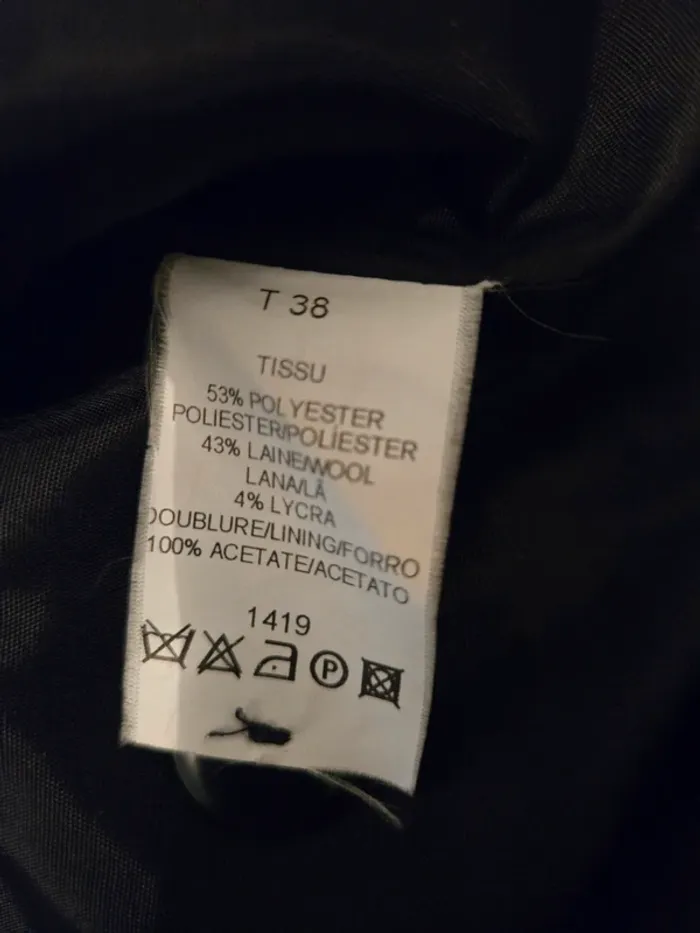 T 38
TISSU
53% POLYESTER
POLIESTER/POLÍESTER
43% LAINE/WOOL
LANA/LÃ
4% LYCRA
DOUBLURE/LINING/FORRO
100% ACETATE/ACETATO
1419
P